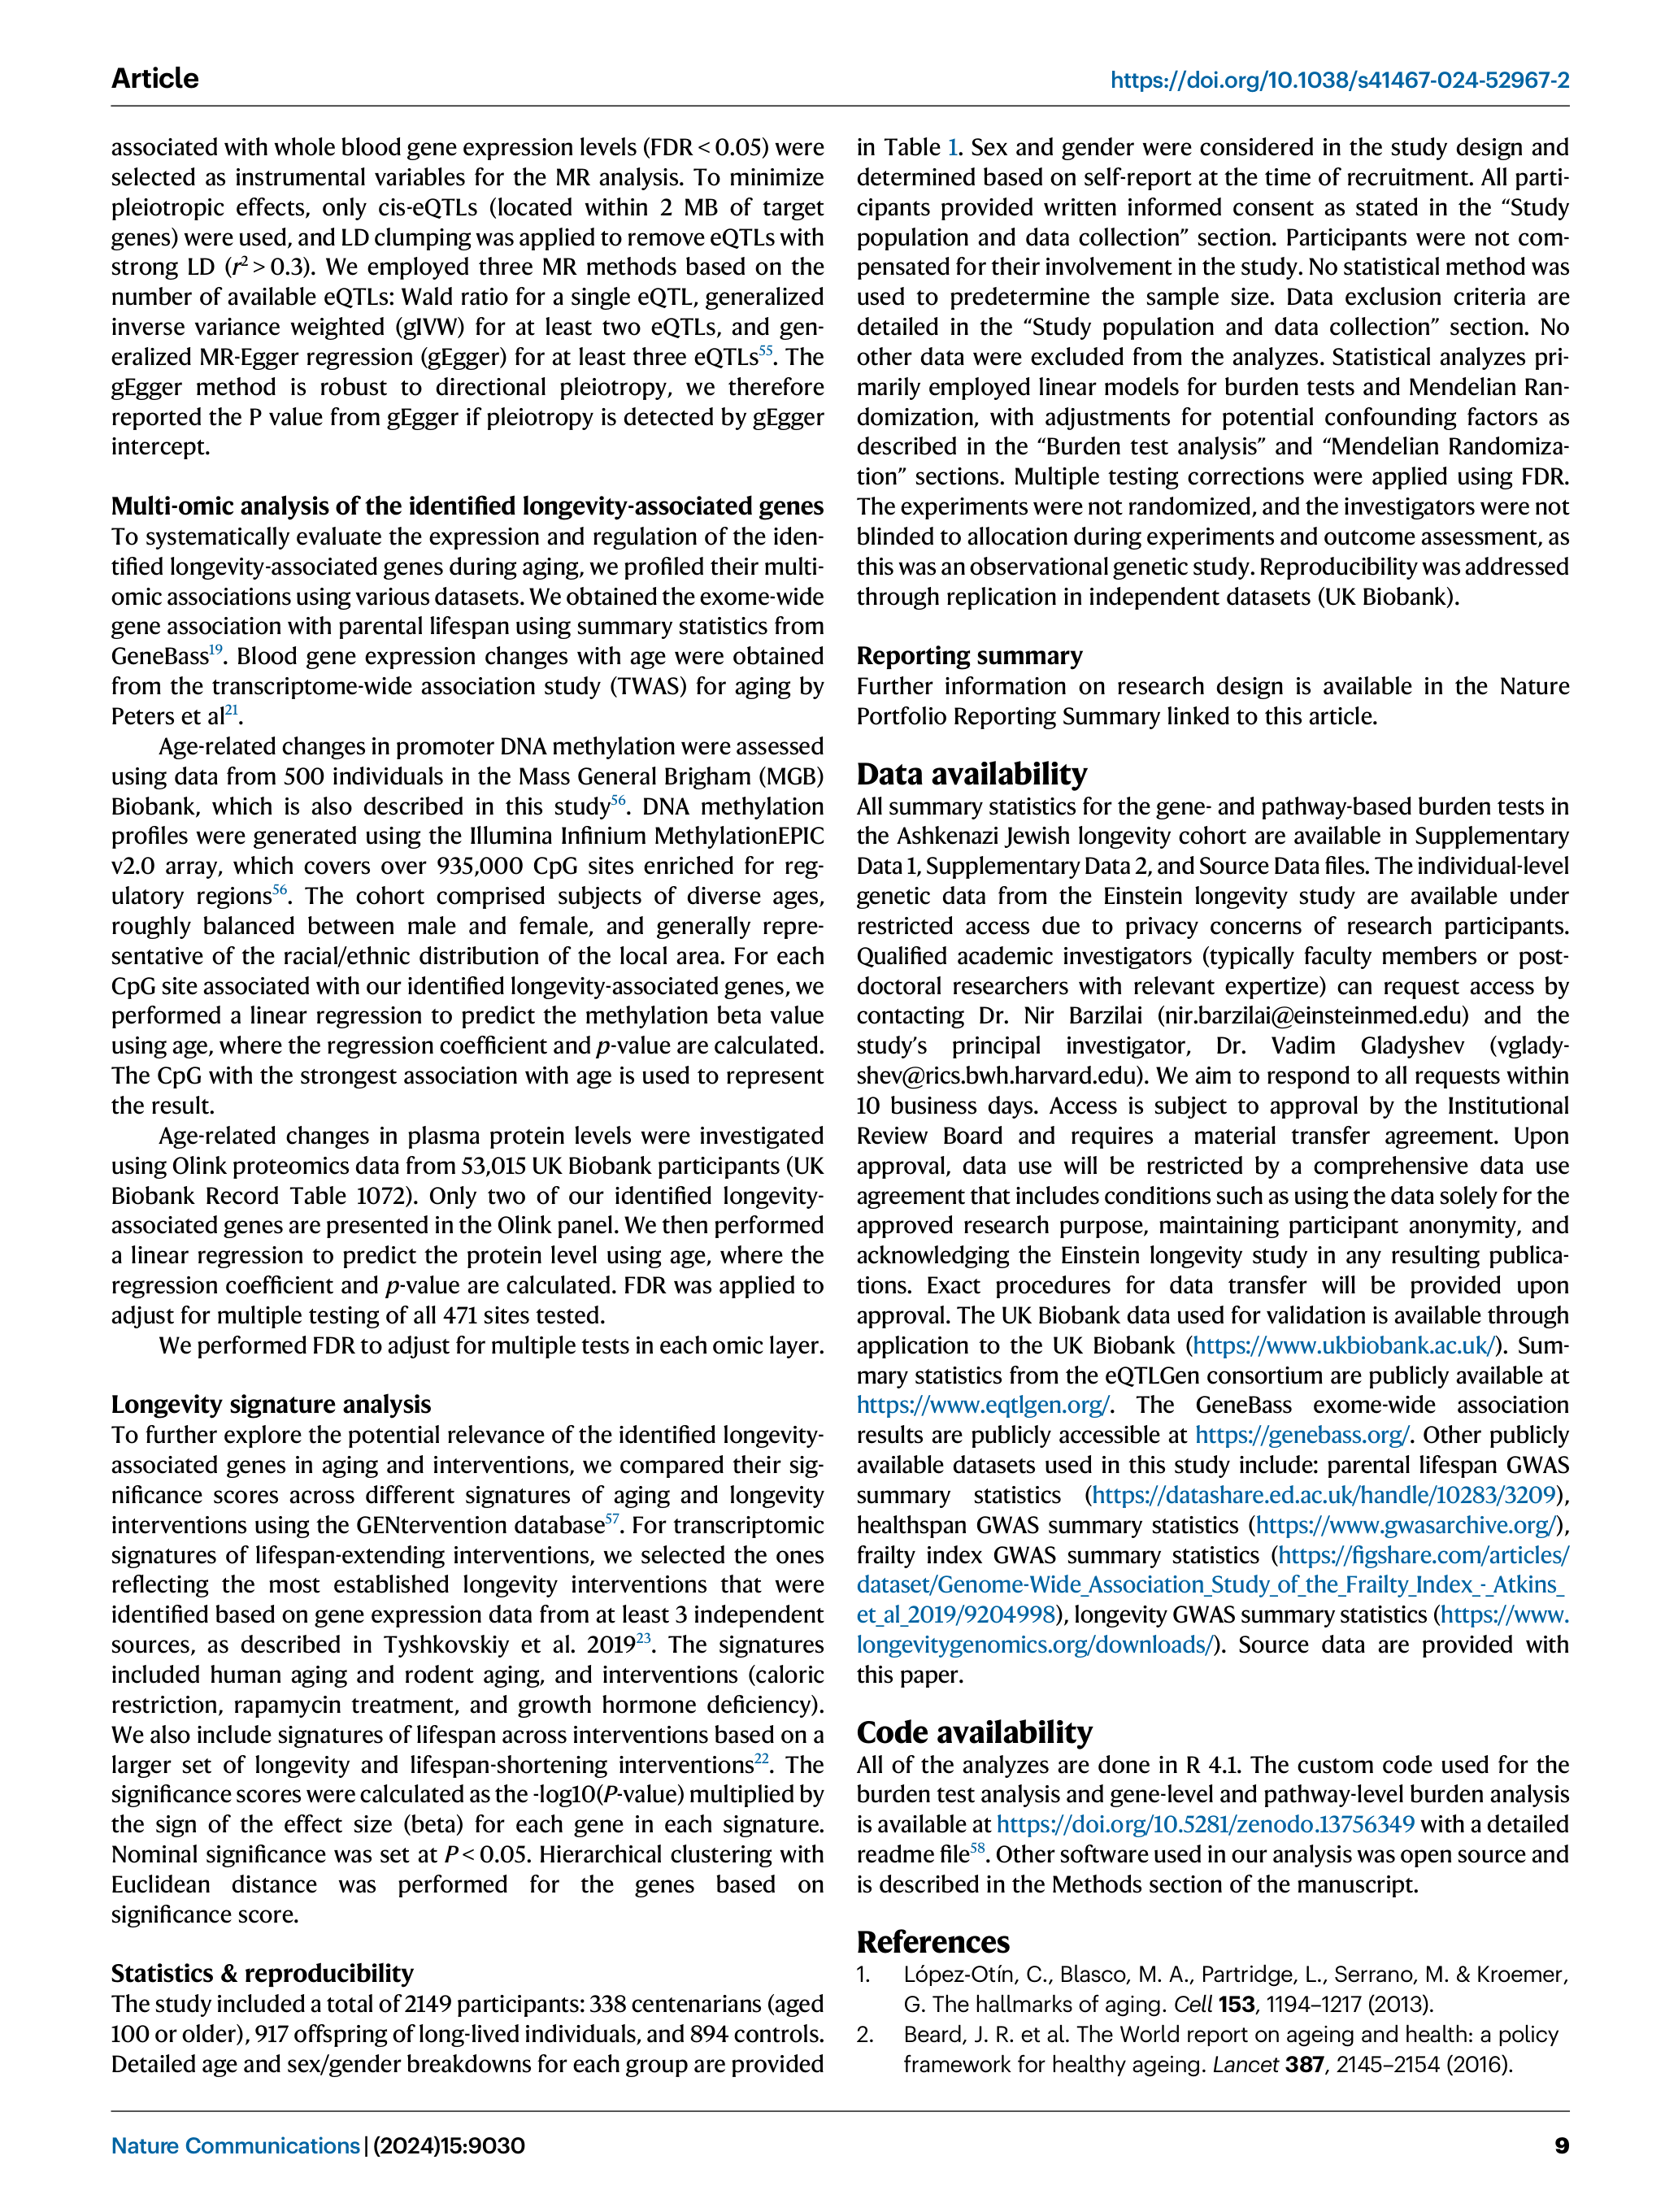 Article
https://doi.org/10.1038/s41467-024-52967-2
associated with whole blood gene expression levels (FDR < 0.05) were
selected as instrumental variables for the MR analysis. To minimize
pleiotropic effects, only cis-eQTLs (located within 2 MB of target
genes) were used, and LD clumping was applied to remove eQTLs with
strong LD (r² > 0.3). We employed three MR methods based on the
number of available eQTLs: Wald ratio for a single eQTL, generalized
inverse variance weighted (gIVW) for at least two eQTLs, and gen-
eralized MR-Egger regression (gEgger) for at least three eQTLs⁵⁵. The
gEgger method is robust to directional pleiotropy, we therefore
reported the P value from gEgger if pleiotropy is detected by gEgger
intercept.
Multi-omic analysis of the identified longevity-associated genes
To systematically evaluate the expression and regulation of the iden-
tified longevity-associated genes during aging, we profiled their multi-
omic associations using various datasets. We obtained the exome-wide
gene association with parental lifespan using summary statistics from
GeneBass¹⁹. Blood gene expression changes with age were obtained
from the transcriptome-wide association study (TWAS) for aging by
Peters et al²¹.
Age-related changes in promoter DNA methylation were assessed
using data from 500 individuals in the Mass General Brigham (MGB)
Biobank, which is also described in this study⁵⁶. DNA methylation
profiles were generated using the Illumina Infinium MethylationEPIC
v2.0 array, which covers over 935,000 CpG sites enriched for reg-
ulatory regions⁵⁶. The cohort comprised subjects of diverse ages,
roughly balanced between male and female, and generally repre-
sentative of the racial/ethnic distribution of the local area. For each
CpG site associated with our identified longevity-associated genes, we
performed a linear regression to predict the methylation beta value
using age, where the regression coefficient and p-value are calculated.
The CpG with the strongest association with age is used to represent
the result.
Age-related changes in plasma protein levels were investigated
using Olink proteomics data from 53,015 UK Biobank participants (UK
Biobank Record Table 1072). Only two of our identified longevity-
associated genes are presented in the Olink panel. We then performed
a linear regression to predict the protein level using age, where the
regression coefficient and p-value are calculated. FDR was applied to
adjust for multiple testing of all 471 sites tested.
We performed FDR to adjust for multiple tests in each omic layer.
Longevity signature analysis
To further explore the potential relevance of the identified longevity-
associated genes in aging and interventions, we compared their sig-
nificance scores across different signatures of aging and longevity
interventions using the GENtervention database⁵⁷. For transcriptomic
signatures of lifespan-extending interventions, we selected the ones
reflecting the most established longevity interventions that were
identified based on gene expression data from at least 3 independent
sources, as described in Tyshkovskiy et al. 2019²³. The signatures
included human aging and rodent aging, and interventions (caloric
restriction, rapamycin treatment, and growth hormone deficiency).
We also include signatures of lifespan across interventions based on a
larger set of longevity and lifespan-shortening interventions²². The
significance scores were calculated as the -log10(P-value) multiplied by
the sign of the effect size (beta) for each gene in each signature.
Nominal significance was set at P < 0.05. Hierarchical clustering with
Euclidean distance was performed for the genes based on
significance score.
Statistics & reproducibility
The study included a total of 2149 participants: 338 centenarians (aged
100 or older), 917 offspring of long-lived individuals, and 894 controls.
Detailed age and sex/gender breakdowns for each group are provided
in Table 1. Sex and gender were considered in the study design and
determined based on self-report at the time of recruitment. All parti-
cipants provided written informed consent as stated in the “Study
population and data collection” section. Participants were not com-
pensated for their involvement in the study. No statistical method was
used to predetermine the sample size. Data exclusion criteria are
detailed in the “Study population and data collection” section. No
other data were excluded from the analyzes. Statistical analyzes pri-
marily employed linear models for burden tests and Mendelian Ran-
domization, with adjustments for potential confounding factors as
described in the “Burden test analysis” and “Mendelian Randomiza-
tion” sections. Multiple testing corrections were applied using FDR.
The experiments were not randomized, and the investigators were not
blinded to allocation during experiments and outcome assessment, as
this was an observational genetic study. Reproducibility was addressed
through replication in independent datasets (UK Biobank).
Reporting summary
Further information on research design is available in the Nature
Portfolio Reporting Summary linked to this article.
Data availability
All summary statistics for the gene- and pathway-based burden tests in
the Ashkenazi Jewish longevity cohort are available in Supplementary
Data 1, Supplementary Data 2, and Source Data files. The individual-level
genetic data from the Einstein longevity study are available under
restricted access due to privacy concerns of research participants.
Qualified academic investigators (typically faculty members or post-
doctoral researchers with relevant expertize) can request access by
contacting Dr. Nir Barzilai (nir.barzilai@einsteinmed.edu) and the
study’s principal investigator, Dr. Vadim Gladyshev (vglady-
shev@rics.bwh.harvard.edu). We aim to respond to all requests within
10 business days. Access is subject to approval by the Institutional
Review Board and requires a material transfer agreement. Upon
approval, data use will be restricted by a comprehensive data use
agreement that includes conditions such as using the data solely for the
approved research purpose, maintaining participant anonymity, and
acknowledging the Einstein longevity study in any resulting publica-
tions. Exact procedures for data transfer will be provided upon
approval. The UK Biobank data used for validation is available through
application to the UK Biobank (https://www.ukbiobank.ac.uk/). Sum-
mary statistics from the eQTLGen consortium are publicly available at
https://www.eqtlgen.org/. The GeneBass exome-wide association
results are publicly accessible at https://genebass.org/. Other publicly
available datasets used in this study include: parental lifespan GWAS
summary statistics (https://datashare.ed.ac.uk/handle/10283/3209),
healthspan GWAS summary statistics (https://www.gwasarchive.org/),
frailty index GWAS summary statistics (https://figshare.com/articles/
dataset/Genome-Wide_Association_Study_of_the_Frailty_Index_-_Atkins_
et_al_2019/9204998), longevity GWAS summary statistics (https://www.
longevitygenomics.org/downloads/). Source data are provided with
this paper.
Code availability
All of the analyzes are done in R 4.1. The custom code used for the
burden test analysis and gene-level and pathway-level burden analysis
is available at https://doi.org/10.5281/zenodo.13756349 with a detailed
readme file⁵⁸. Other software used in our analysis was open source and
is described in the Methods section of the manuscript.
References
1. López-Otín, C., Blasco, M. A., Partridge, L., Serrano, M. & Kroemer,
G. The hallmarks of aging. Cell 153, 1194–1217 (2013).
2. Beard, J. R. et al. The World report on ageing and health: a policy
framework for healthy ageing. Lancet 387, 2145–2154 (2016).
Nature Communications | (2024)15:9030
9